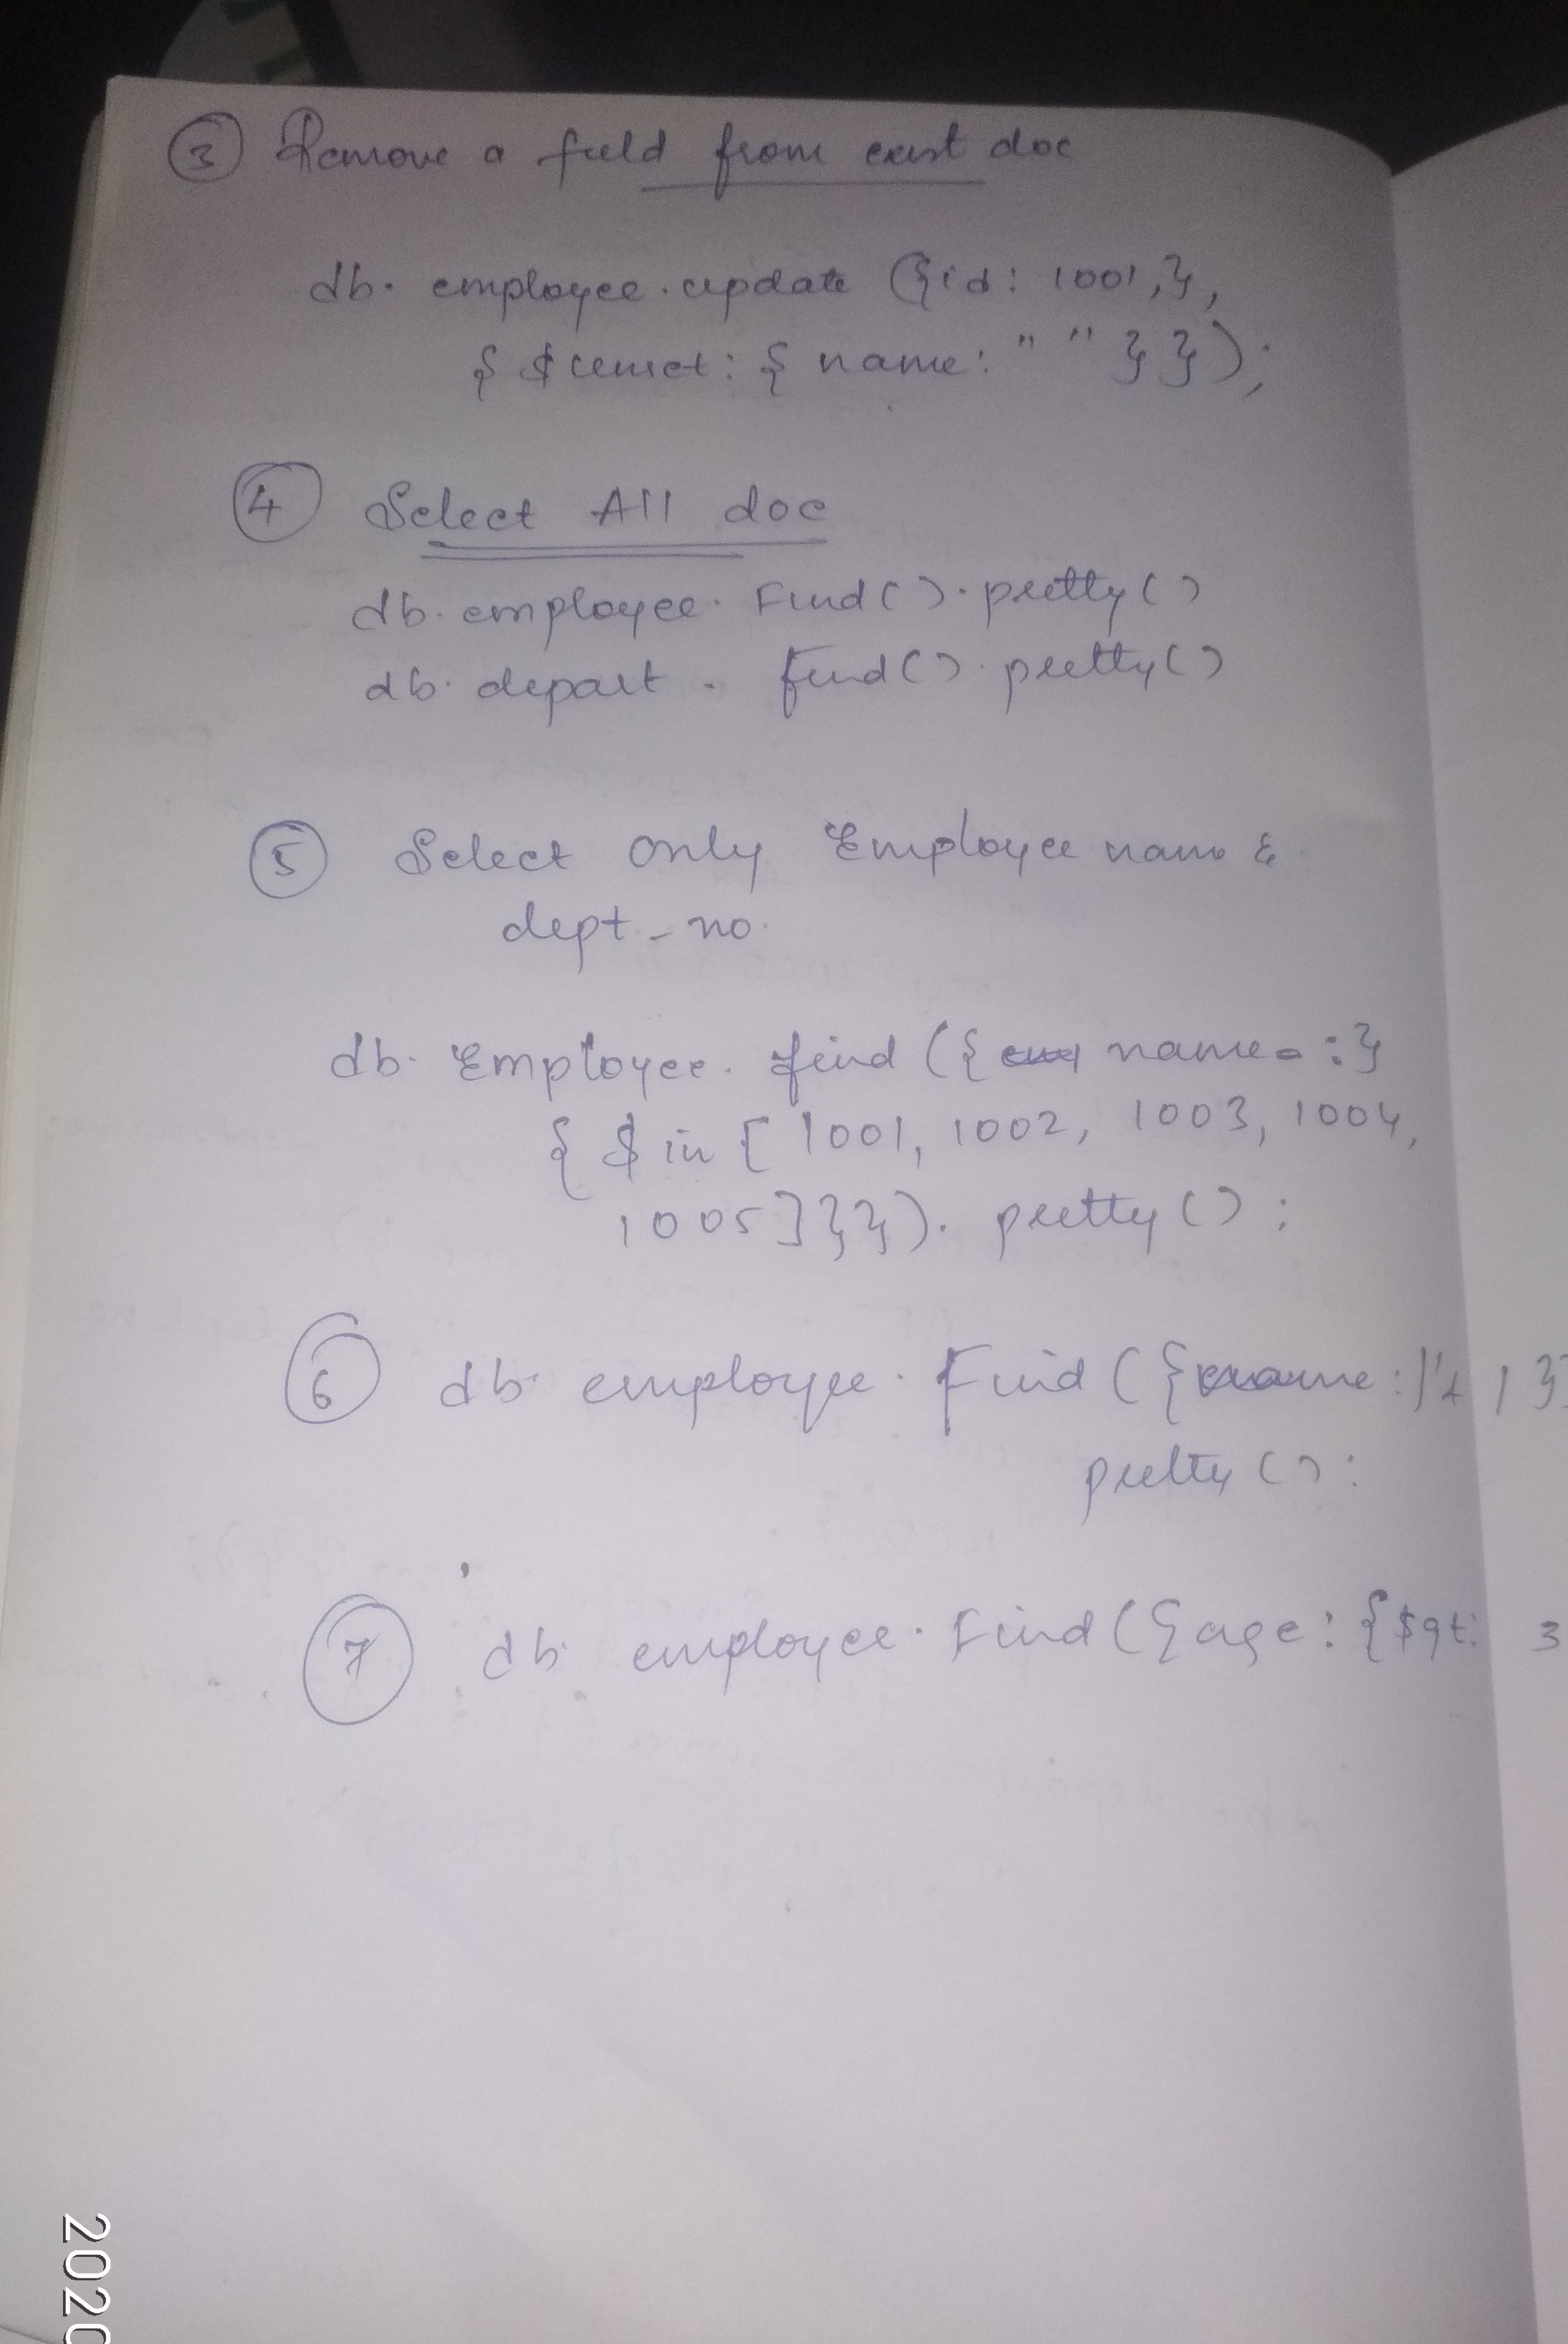 3 Remove a field from exist doc
db. employee. update ({id: 1001,},
{ $unset: { name: " " } });
4 Select All doc
db. employee. Find(). pretty()
db. depart. find(). pretty()
5 Select only Employee name &
dept_no.
db. Employee. find ({ name :}
{ $in [ 1001, 1002, 1003, 1004,
1005]}}). pretty();
6 db. employee. Find ({name:
pretty():
7 db employee. Find ({age: {$gt: 3
2020